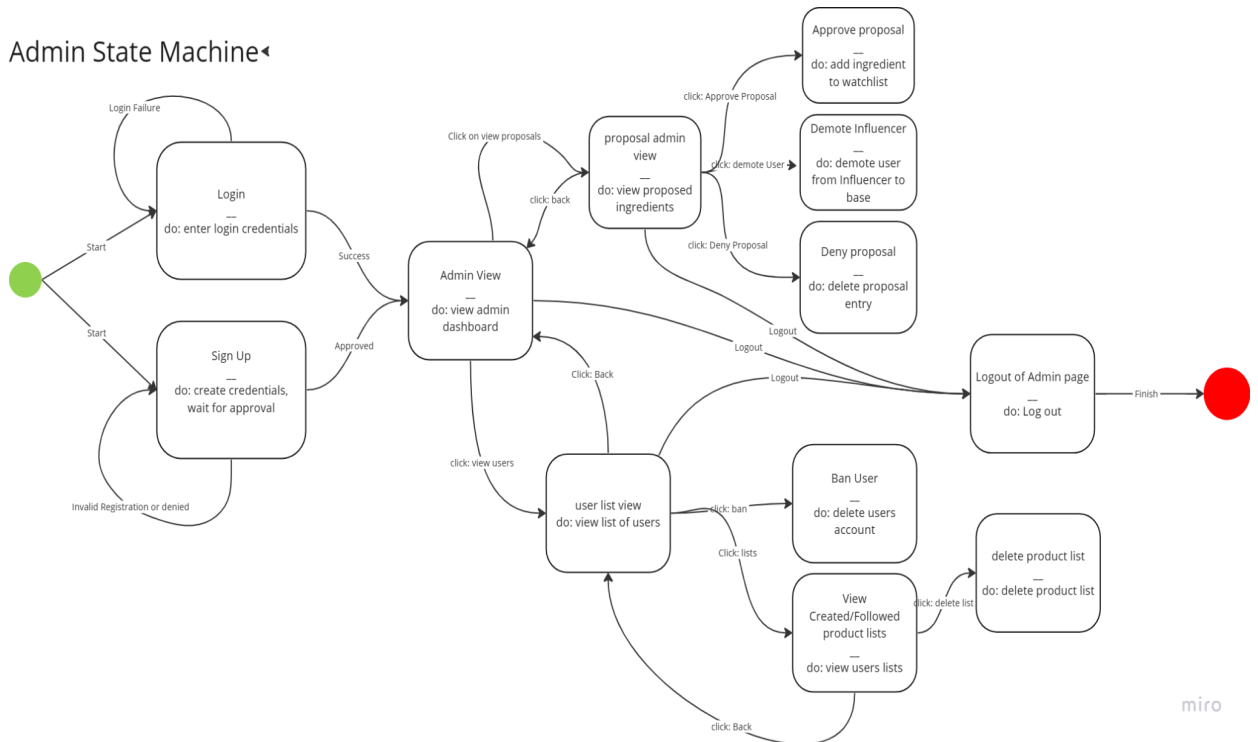 Admin State Machine
Login Failure
Login
__
do: enter login credentials
Start
Start
Success
Sign Up
__
do: create credentials,
wait for approval
Approved
Invalid Registration or denied
Admin View
__
do: view admin
dashboard
Click on view proposals
click: back
proposal admin
view
__
do: view proposed
ingredients
click: Approve Proposal
click: demote User
click: Deny Proposal
Approve proposal
__
do: add ingredient
to watchlist
Demote Influencer
__
do: demote user
from Influencer to
base
Deny proposal
__
do: delete proposal
entry
Logout
Logout
Logout
Click: Back
click: view users
user list view
do: view list of users
Logout of Admin page
__
do: Log out
Finish
click: ban
Click: lists
Ban User
__
do: delete users
account
View
Created/Followed
product lists
__
do: view users lists
click: delete list
delete product list
__
do: delete product list
click: Back
miro